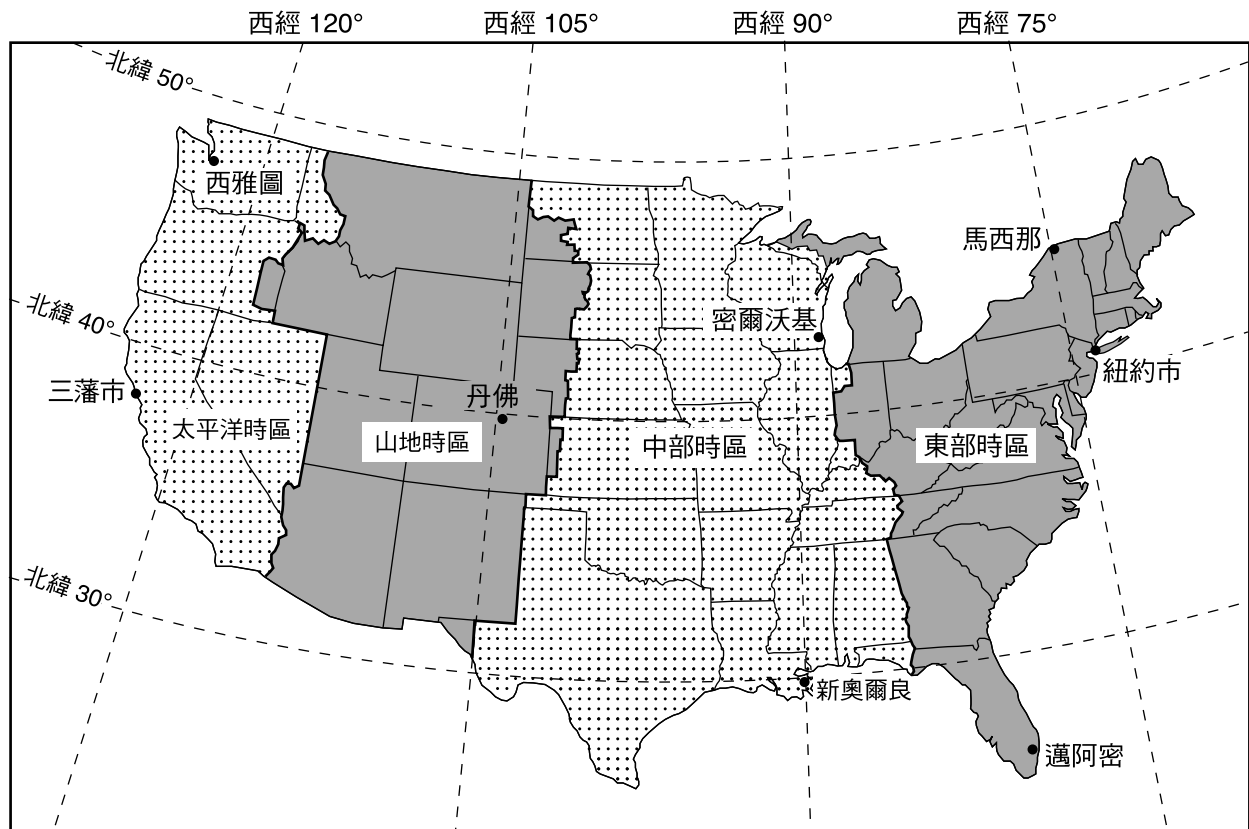 西經 120°
西經 105°
西經 90°
西經 75°
北緯 50°
西雅圖
馬西那
北緯 40°
密爾沃基
紐約市
三藩市
丹佛
太平洋時區
山地時區
中部時區
東部時區
北緯 30°
新奧爾良
邁阿密